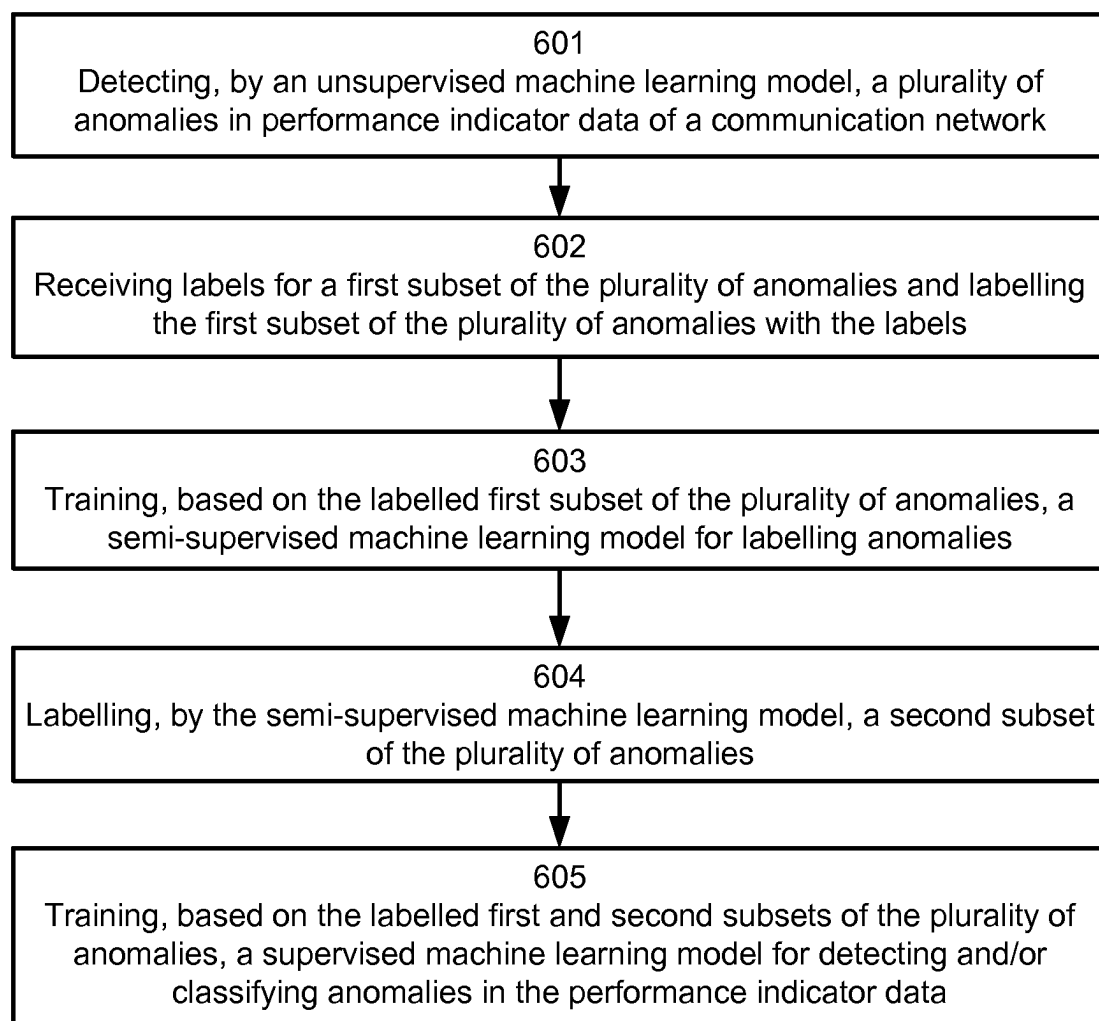 601
Detecting, by an unsupervised machine learning model, a plurality of
anomalies in performance indicator data of a communication network
602
Receiving labels for a first subset of the plurality of anomalies and labelling
the first subset of the plurality of anomalies with the labels
603
Training, based on the labelled first subset of the plurality of anomalies, a
semi-supervised machine learning model for labelling anomalies
604
Labelling, by the semi-supervised machine learning model, a second subset
of the plurality of anomalies
605
Training, based on the labelled first and second subsets of the plurality of
anomalies, a supervised machine learning model for detecting and/or
classifying anomalies in the performance indicator data